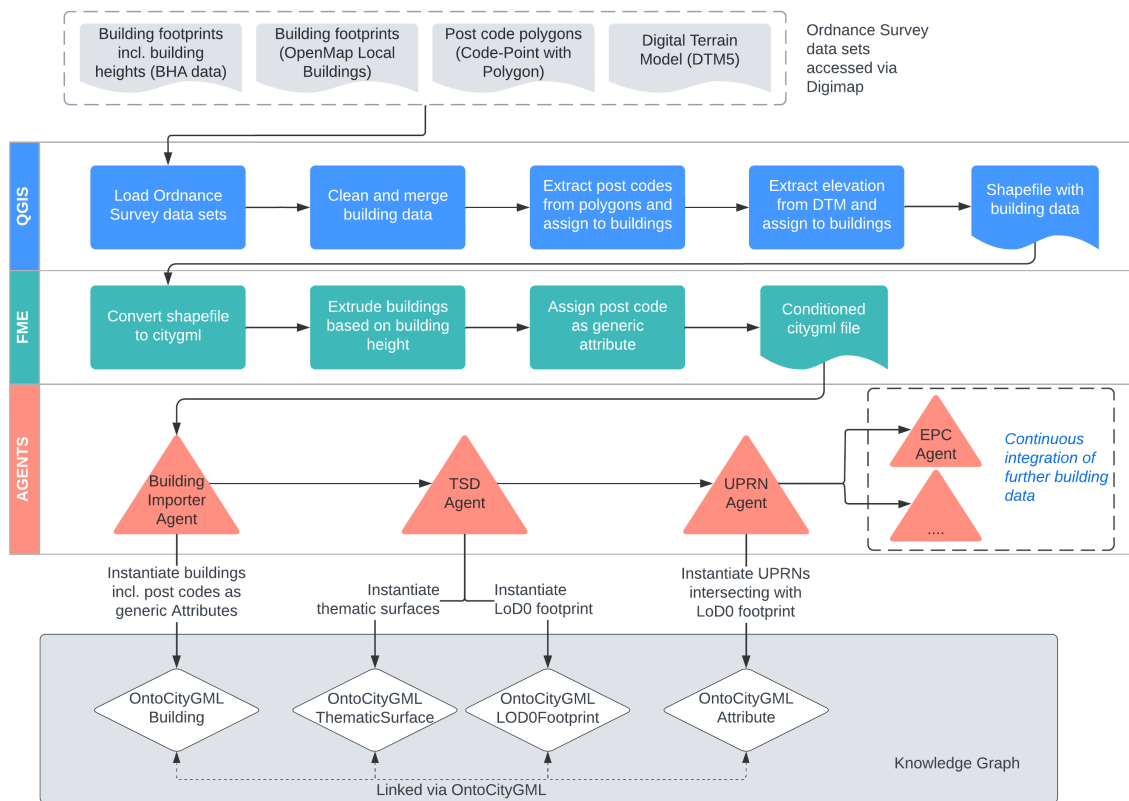 Building footprints
incl. building
heights (BHA data)
Building footprints
(OpenMap Local
Buildings)
Post code polygons
(Code-Point with
Polygon)
Digital Terrain
Model (DTM5)
Ordnance Survey
data sets
accessed via
Digimap
QGIS
Load Ordnance
Survey data sets
Clean and merge
building data
Extract post codes
from polygons and
assign to buildings
Extract elevation
from DTM and
assign to buildings
Shapefile with
building data
FME
Convert shapefile
to citygml
Extrude buildings
based on building
height
Assign post code
as generic
attribute
Conditioned
citygml file
AGENTS
Building
Importer
Agent
TSD
Agent
UPRN
Agent
EPC
Agent
....
Continuous
integration of
further building
data
Instantiate buildings
incl. post codes as
generic Attributes
Instantiate
thematic surfaces
Instantiate
LoD0 footprint
Instantiate UPRNs
intersecting with
LoD0 footprint
OntoCityGML
Building
OntoCityGML
ThematicSurface
OntoCityGML
LOD0Footprint
OntoCityGML
Attribute
Knowledge Graph
Linked via OntoCityGML